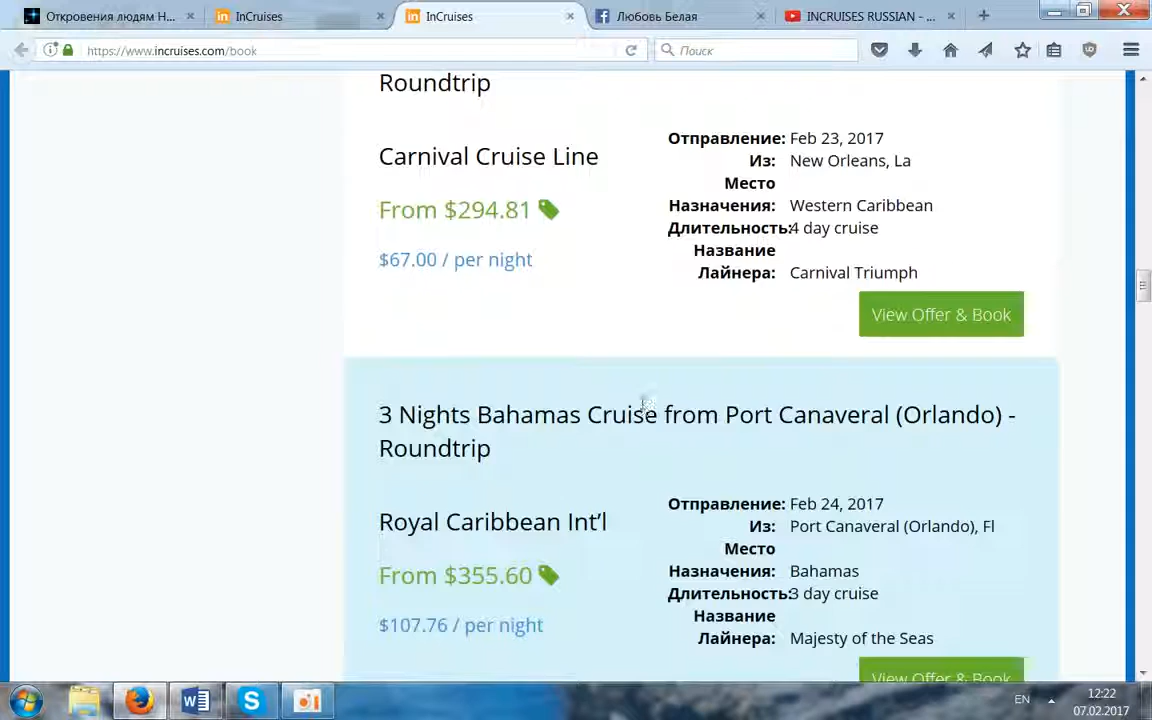 Откровения людям Н...
InCruises
InCruises
Любовь Белая
INCRUISES RUSSIAN - ...
https://www.incruises.com/book
Поиск
Roundtrip
Carnival Cruise Line
From $294.81
$67.00 / per night
Отправление: Feb 23, 2017
Из: New Orleans, La
Место
Назначения: Western Caribbean
Длительность: 4 day cruise
Название
Лайнера: Carnival Triumph
View Offer & Book
3 Nights Bahamas Cruise from Port Canaveral (Orlando) -
Roundtrip
Royal Caribbean Int'l
From $355.60
$107.76 / per night
Отправление: Feb 24, 2017
Из: Port Canaveral (Orlando), Fl
Место
Назначения: Bahamas
Длительность: 3 day cruise
Название
Лайнера: Majesty of the Seas
View Offer & Book
EN
12:22
07.02.2017